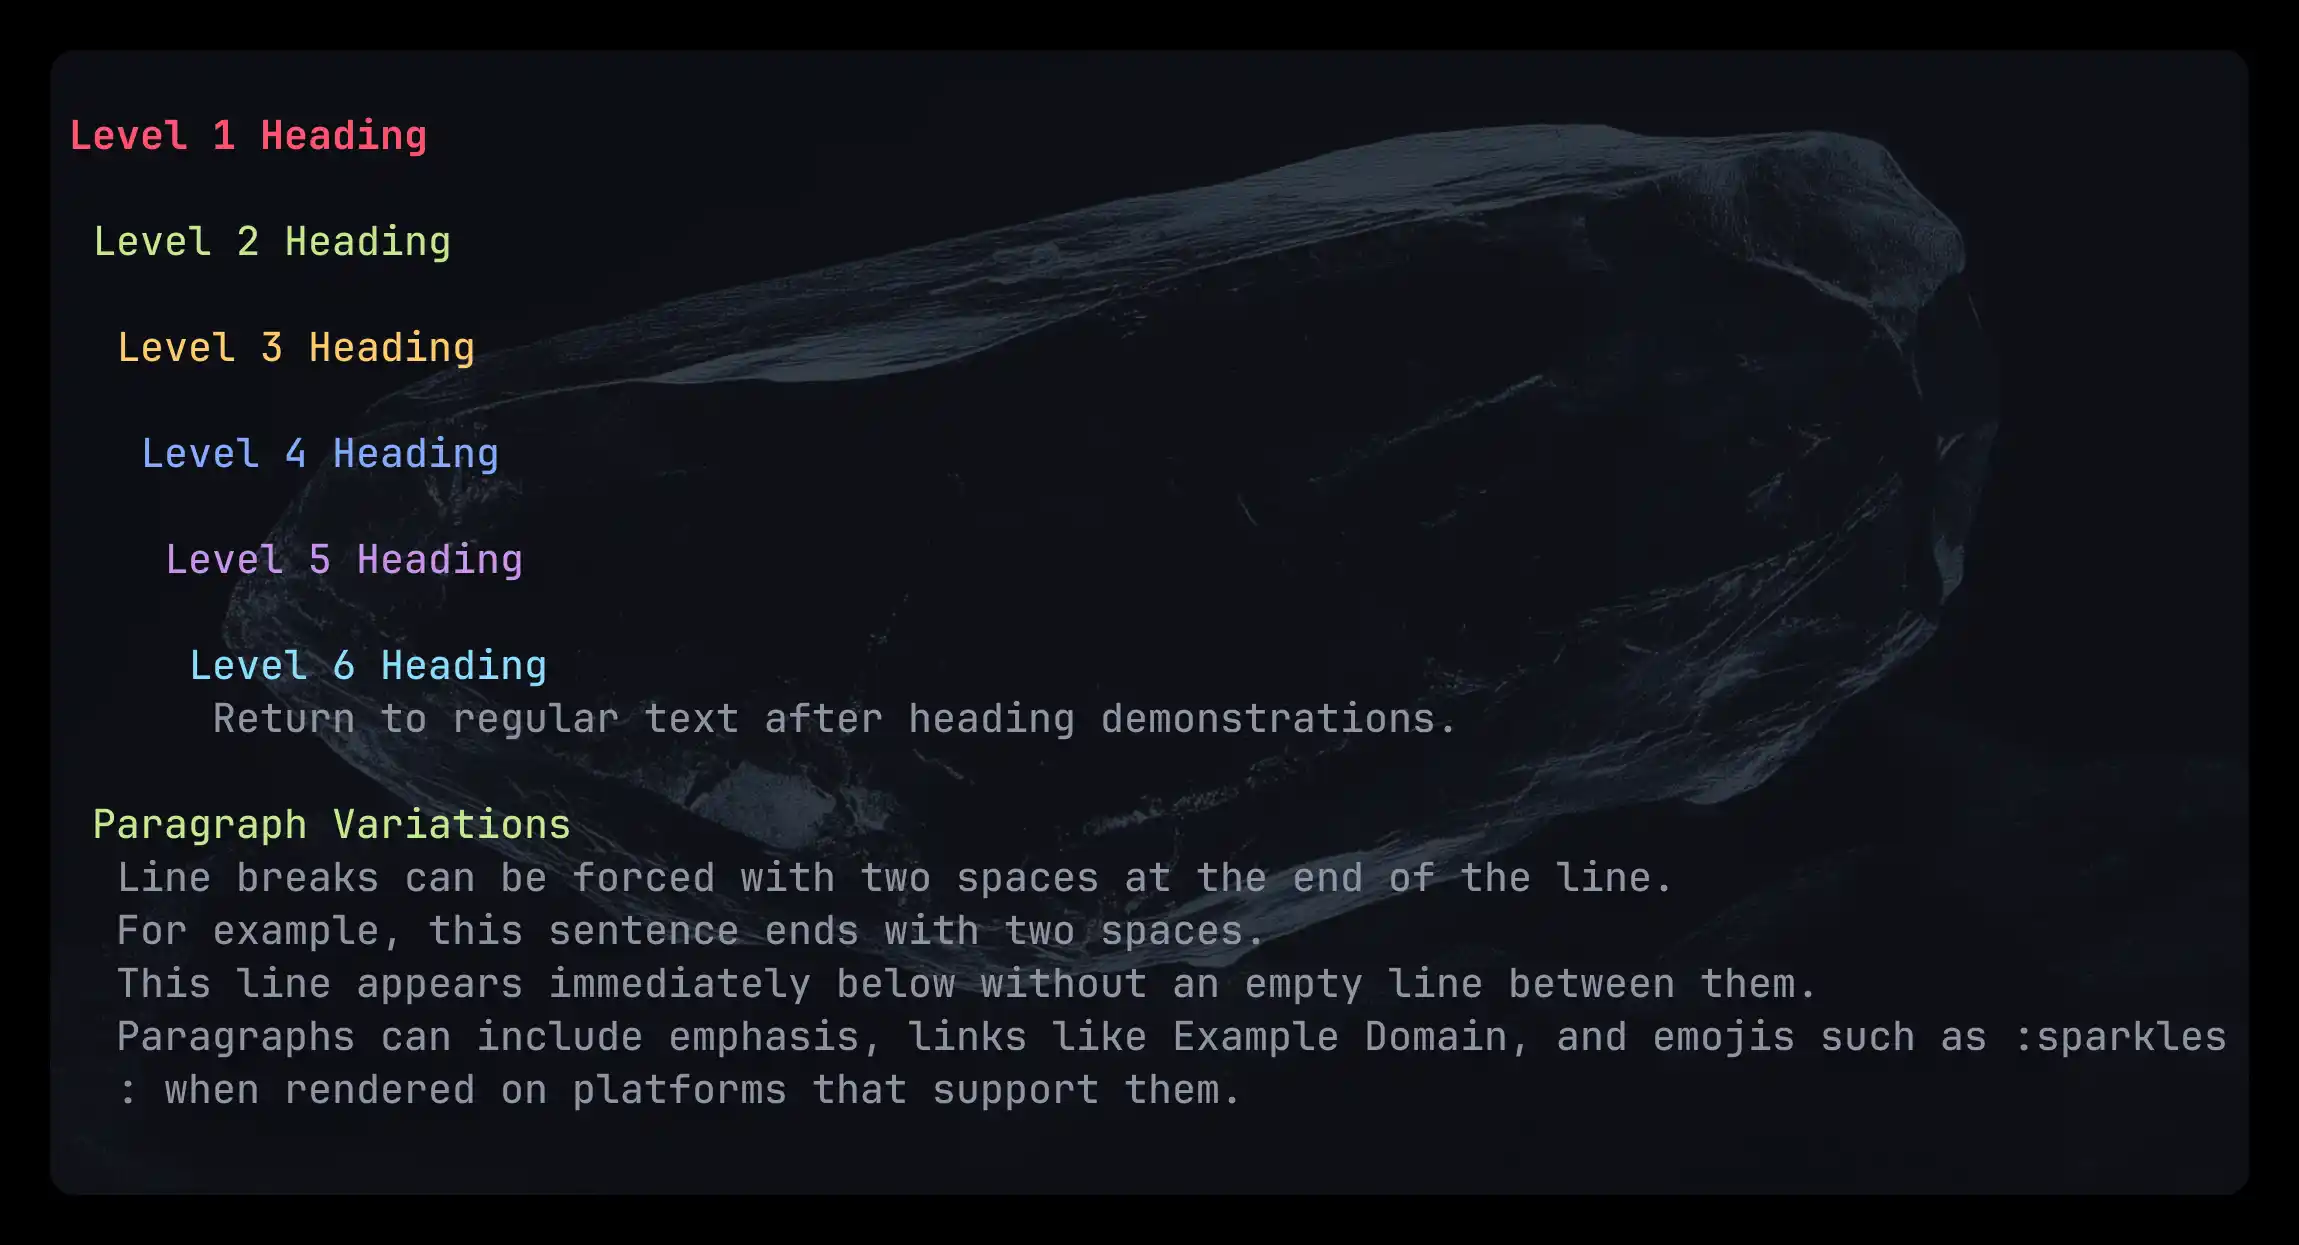 Level 1 Heading
Level 2 Heading
Level 3 Heading
Level 4 Heading
Level 5 Heading
Level 6 Heading
Return to regular text after heading demonstrations.
Paragraph Variations
Line breaks can be forced with two spaces at the end of the line.
For example, this sentence ends with two spaces.
This line appears immediately below without an empty line between them.
Paragraphs can include emphasis, links like Example Domain, and emojis such as :sparkles
: when rendered on platforms that support them.